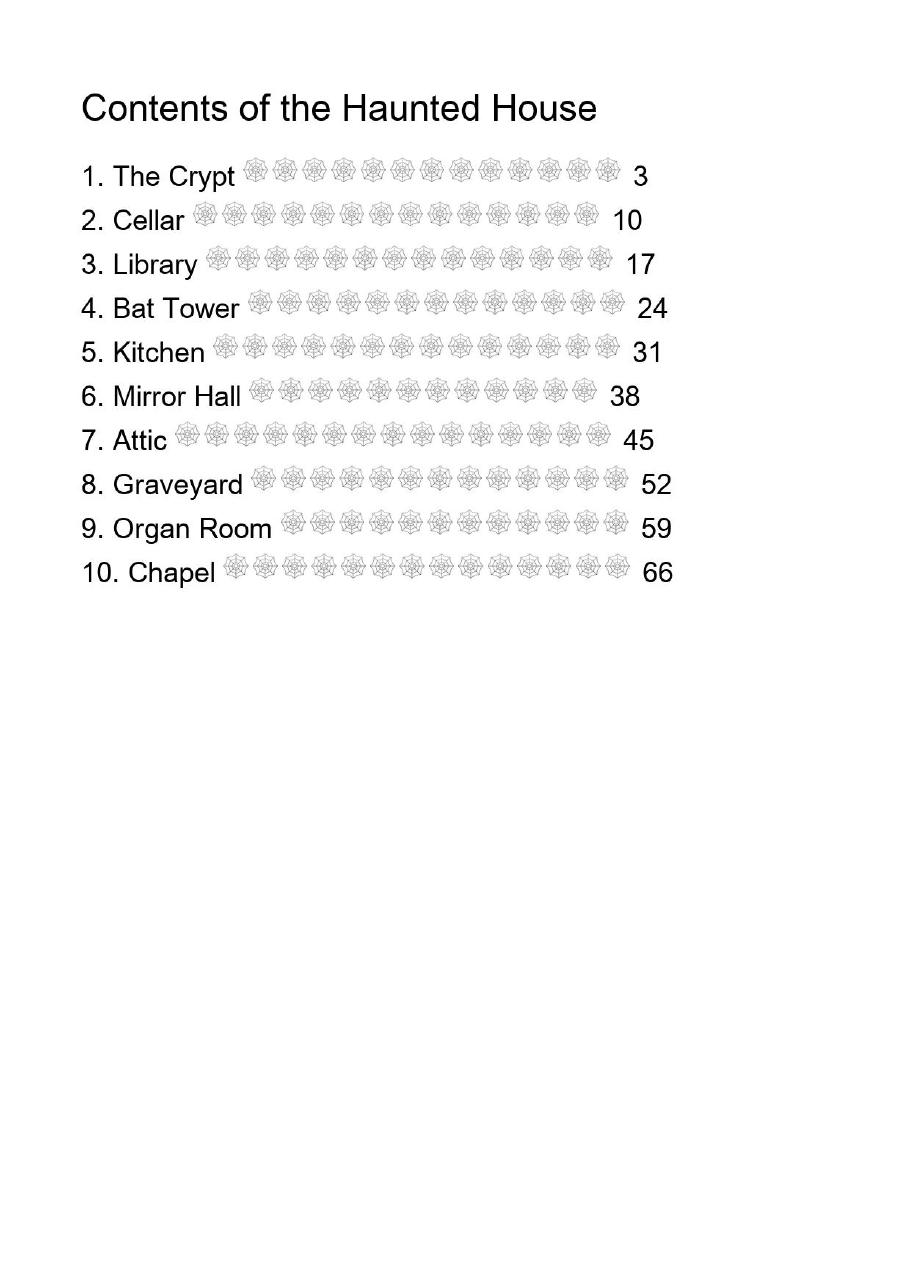 Contents of the Haunted House
1. The Crypt 🕸🕸🕸🕸🕸🕸🕸🕸🕸🕸🕸🕸🕸 3
2. Cellar 🕸🕸🕸🕸🕸🕸🕸🕸🕸🕸🕸🕸🕸🕸 10
3. Library 🕸🕸🕸🕸🕸🕸🕸🕸🕸🕸🕸🕸🕸🕸 17
4. Bat Tower 🕸🕸🕸🕸🕸🕸🕸🕸🕸🕸🕸🕸🕸 24
5. Kitchen 🕸🕸🕸🕸🕸🕸🕸🕸🕸🕸🕸🕸🕸🕸 31
6. Mirror Hall 🕸🕸🕸🕸🕸🕸🕸🕸🕸🕸🕸🕸 38
7. Attic 🕸🕸🕸🕸🕸🕸🕸🕸🕸🕸🕸🕸🕸🕸🕸 45
8. Graveyard 🕸🕸🕸🕸🕸🕸🕸🕸🕸🕸🕸🕸🕸 52
9. Organ Room 🕸🕸🕸🕸🕸🕸🕸🕸🕸🕸🕸🕸 59
10. Chapel 🕸🕸🕸🕸🕸🕸🕸🕸🕸🕸🕸🕸🕸🕸 66